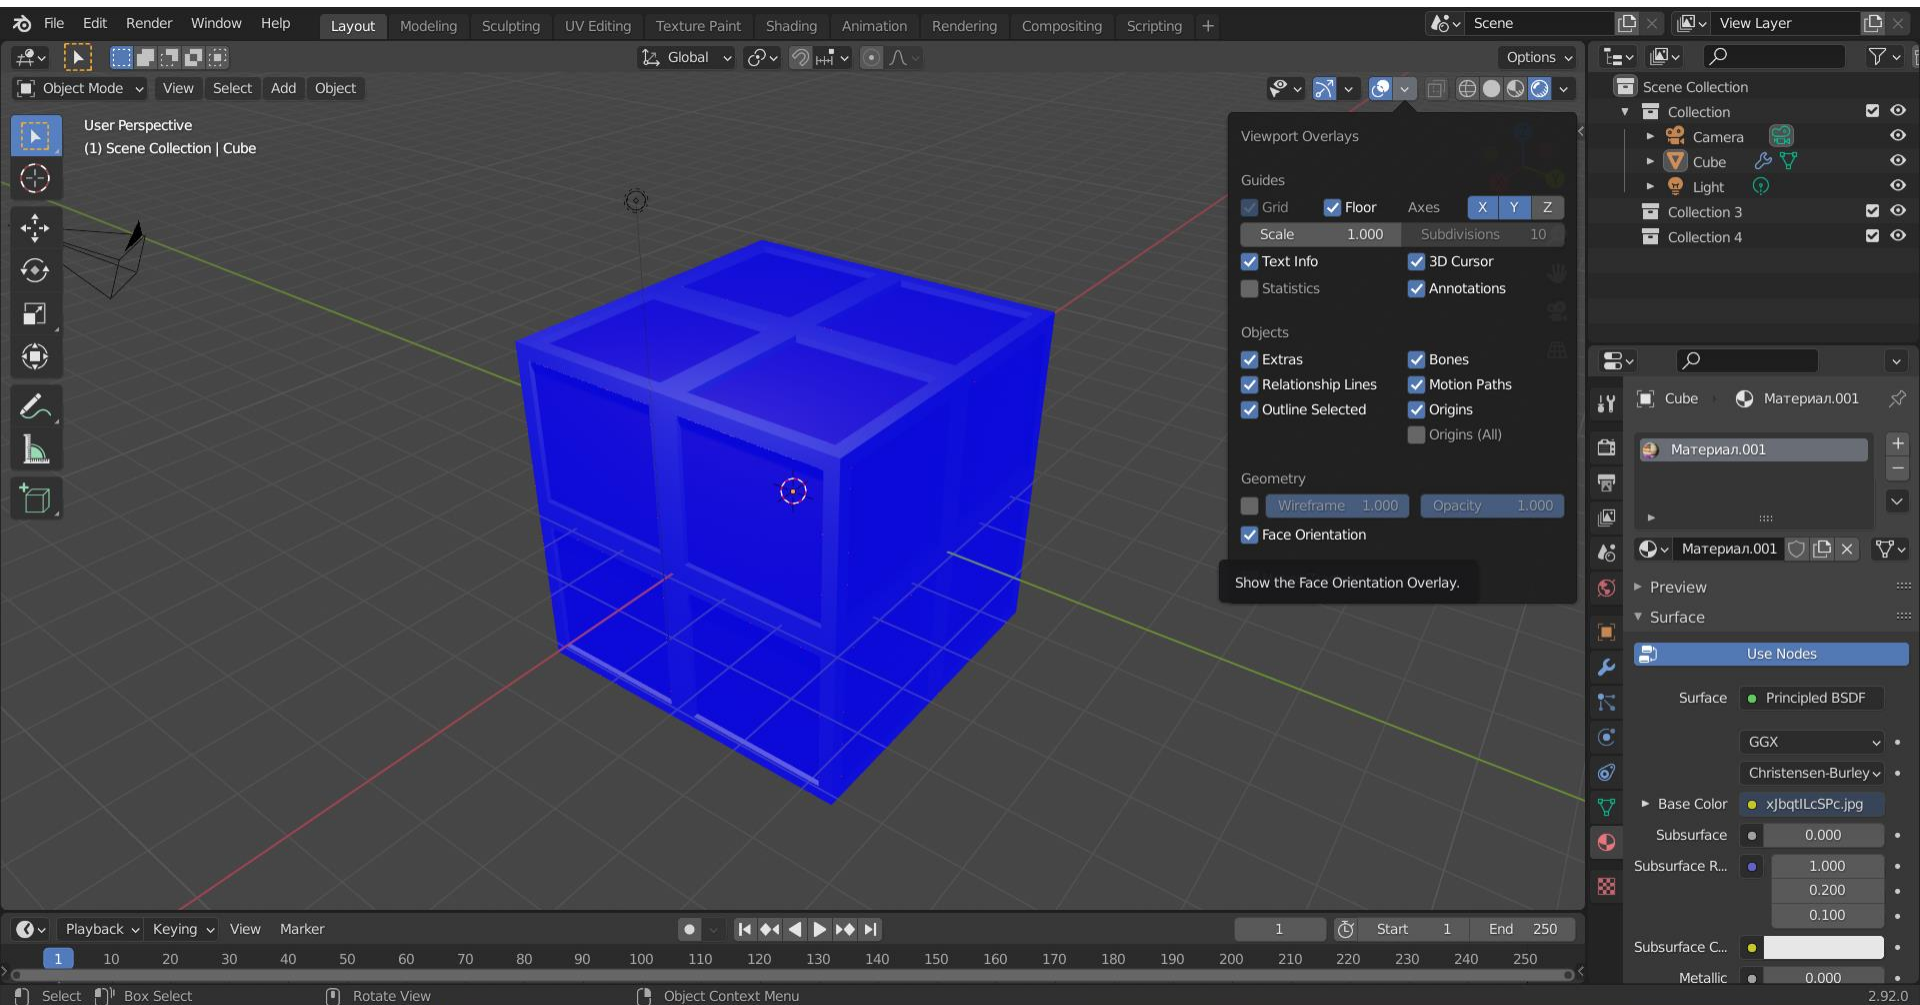 File Edit Render Window Help Layout Modeling Sculpting UV Editing Texture Paint Shading Animation Rendering Compositing Scripting + Scene View Layer
Global Options
Object Mode View Select Add Object
User Perspective
(1) Scene Collection | Cube
Viewport Overlays
Guides
Grid Floor Axes X Y Z
Scale 1.000 Subdivisions 10
Text Info 3D Cursor
Statistics Annotations
Objects
Extras Bones
Relationship Lines Motion Paths
Outline Selected Origins
Origins (All)
Geometry
Wireframe 1.000 Opacity 1.000
Face Orientation
Show the Face Orientation Overlay.
Scene Collection
Collection
Camera
Cube
Light
Collection 3
Collection 4
Cube Материал.001
Материал.001
Материал.001
Preview
Surface
Use Nodes
Surface Principled BSDF
GGX
Christensen-Burley
Base Color xJbqtILcSPc.jpg
Subsurface 0.000
Subsurface R... 1.000
0.200
0.100
Subsurface C...
Metallic 0.000
Playback Keying View Marker 1 Start 1 End 250
1 10 20 30 40 50 60 70 80 90 100 110 120 130 140 150 160 170 180 190 200 210 220 230 240 250
Select Box Select Rotate View Object Context Menu 2.92.0